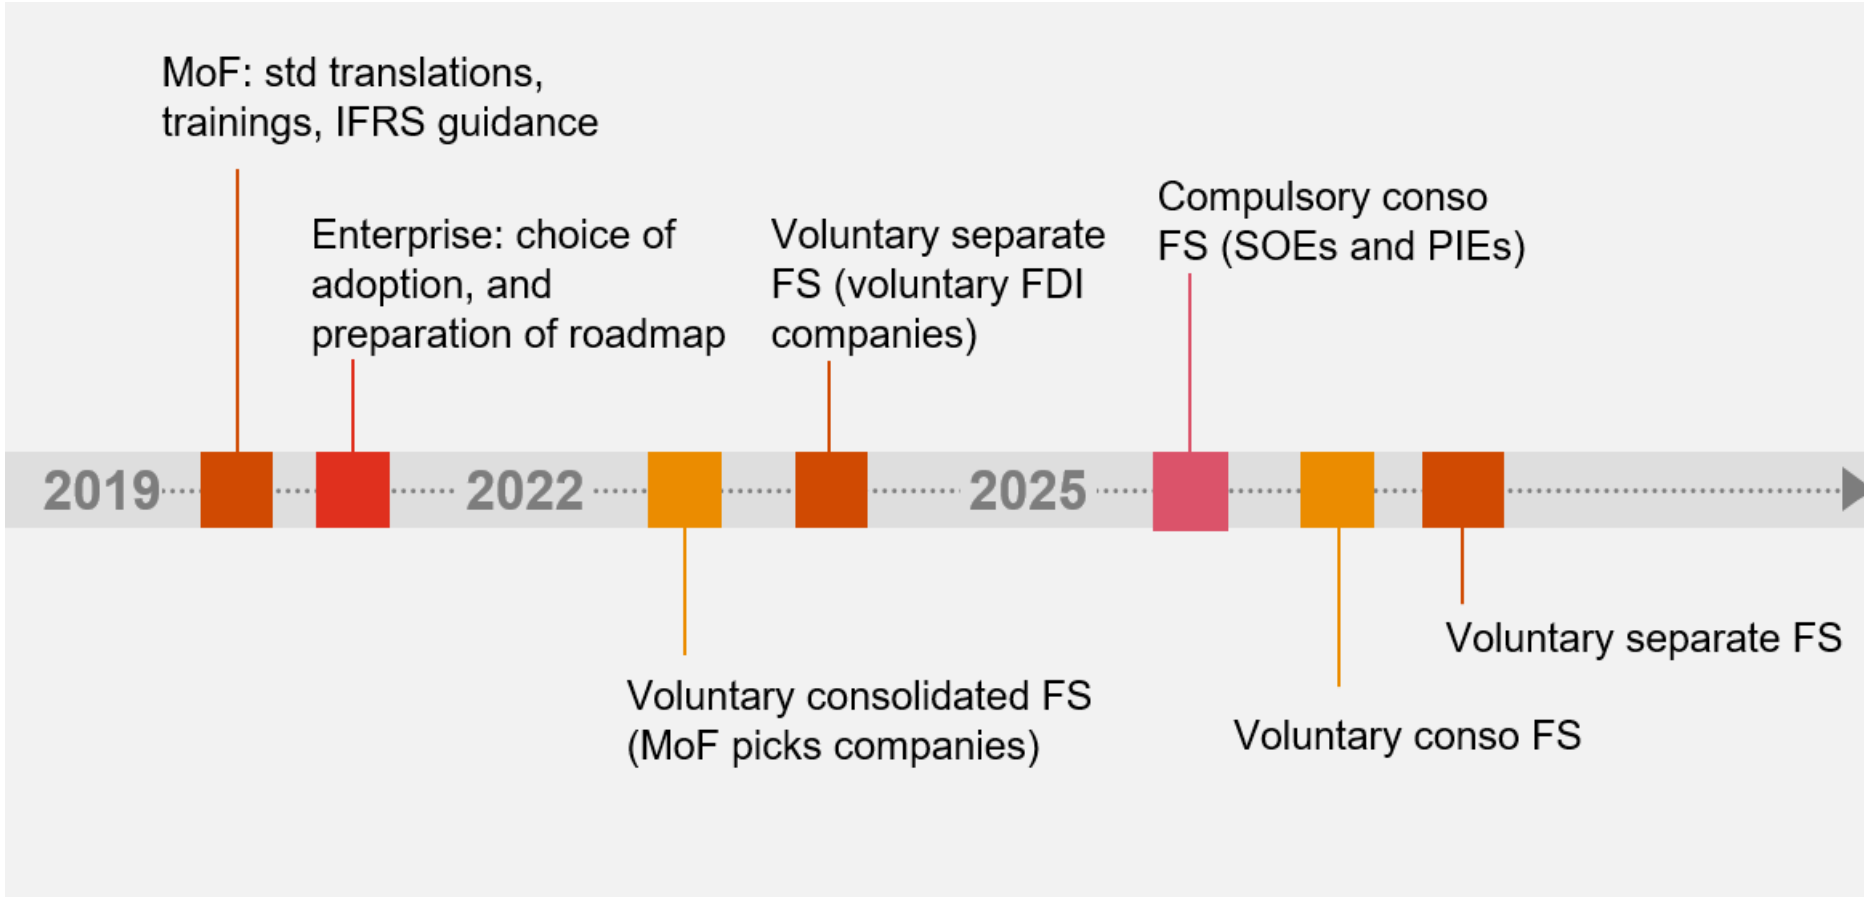 MoF: std translations,
trainings, IFRS guidance
Enterprise: choice of
adoption, and
preparation of roadmap
Voluntary separate
FS (voluntary FDI
companies)
Compulsory conso
FS (SOEs and PIEs)
2019
2022
2025
Voluntary consolidated FS
(MoF picks companies)
Voluntary conso FS
Voluntary separate FS